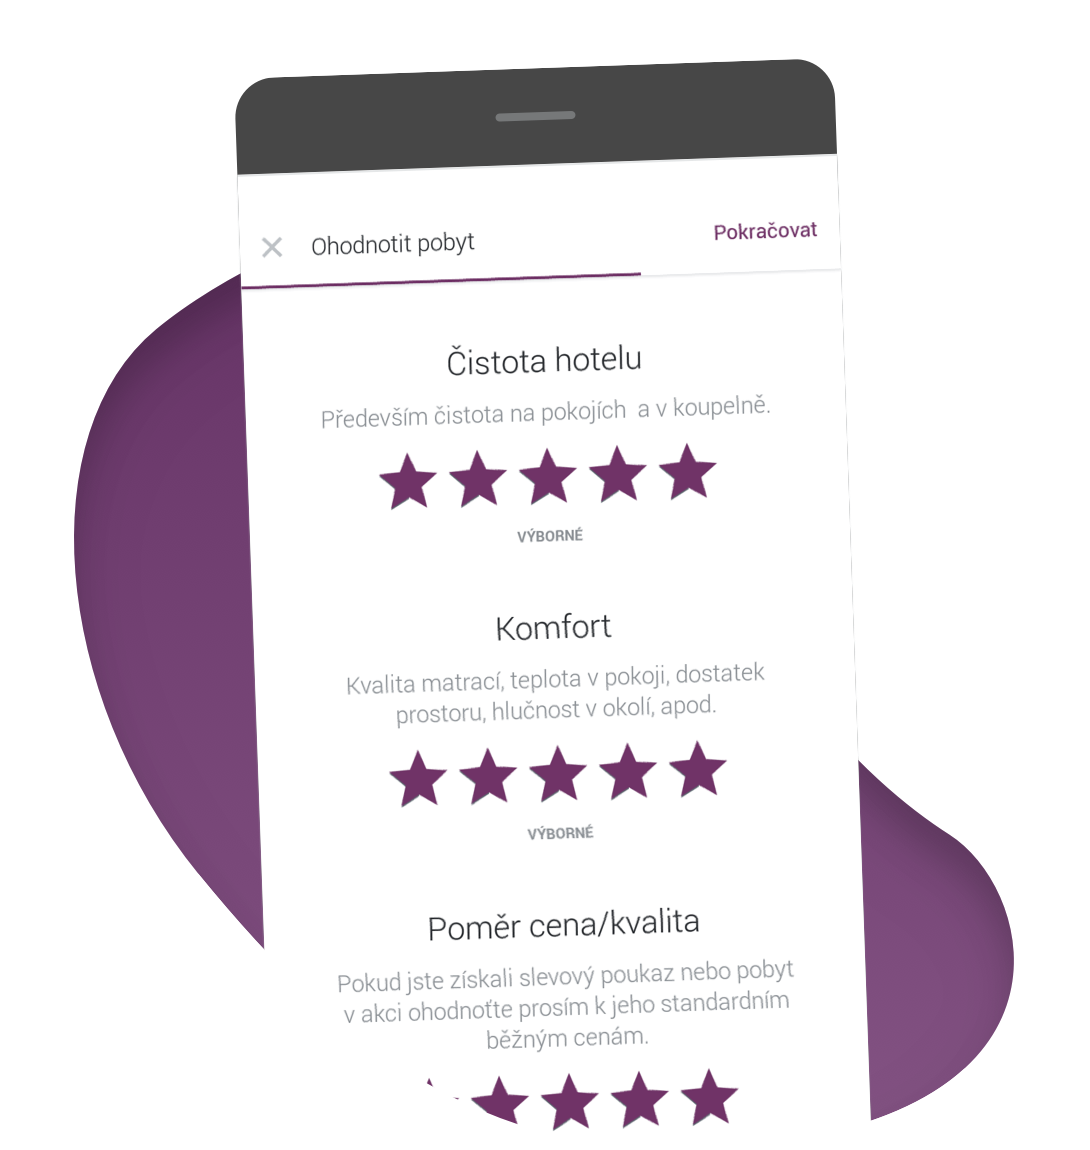 Ohodnotit pobyt
Pokračovat
Čistota hotelu
Především čistota na pokojích a v koupelně.
VÝBORNÉ
Komfort
Kvalita matrací, teplota v pokoji, dostatek
prostoru, hlučnost v okolí, apod.
VÝBORNÉ
Poměr cena/kvalita
Pokud jste získali slevový poukaz nebo pobyt
v akci ohodnoťte prosím k jeho standardním
běžným cenám.